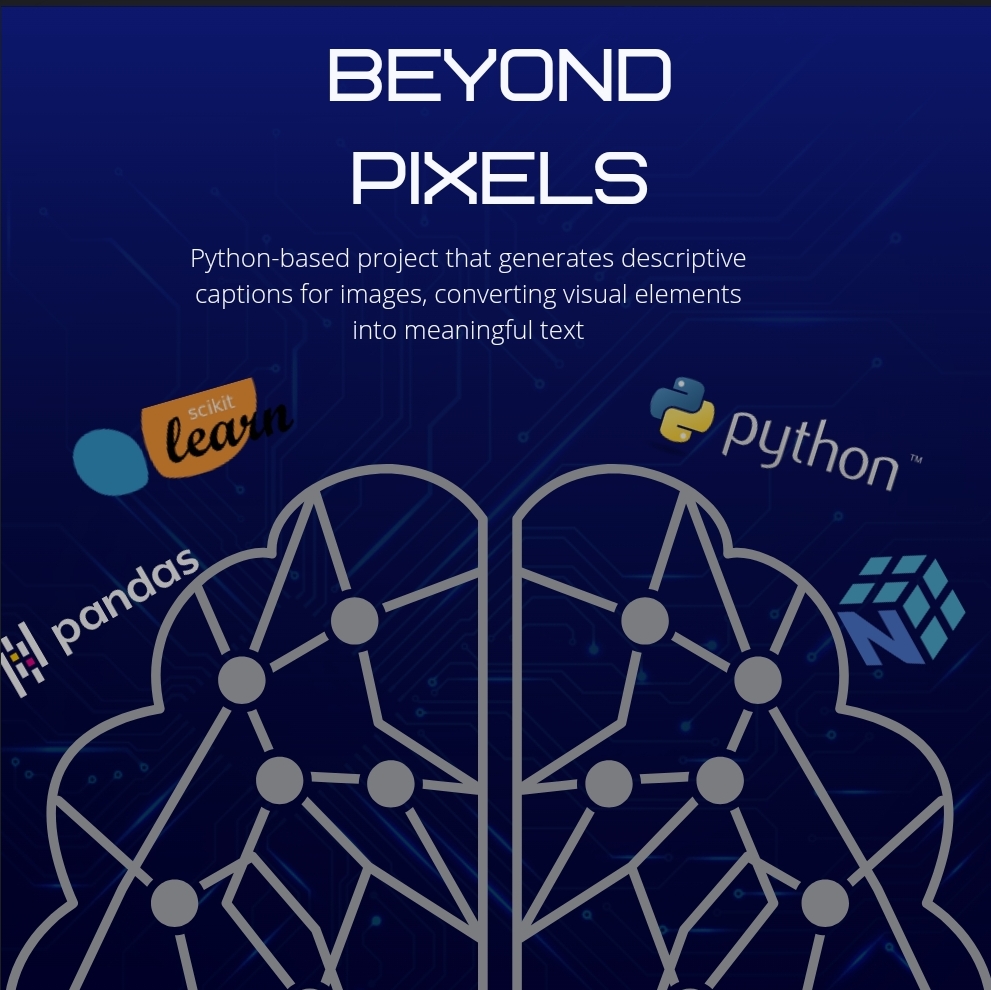 BEYOND
PIXELS
Python-based project that generates descriptive
captions for images, converting visual elements
into meaningful text
scikit
learn
python™
pandas
N